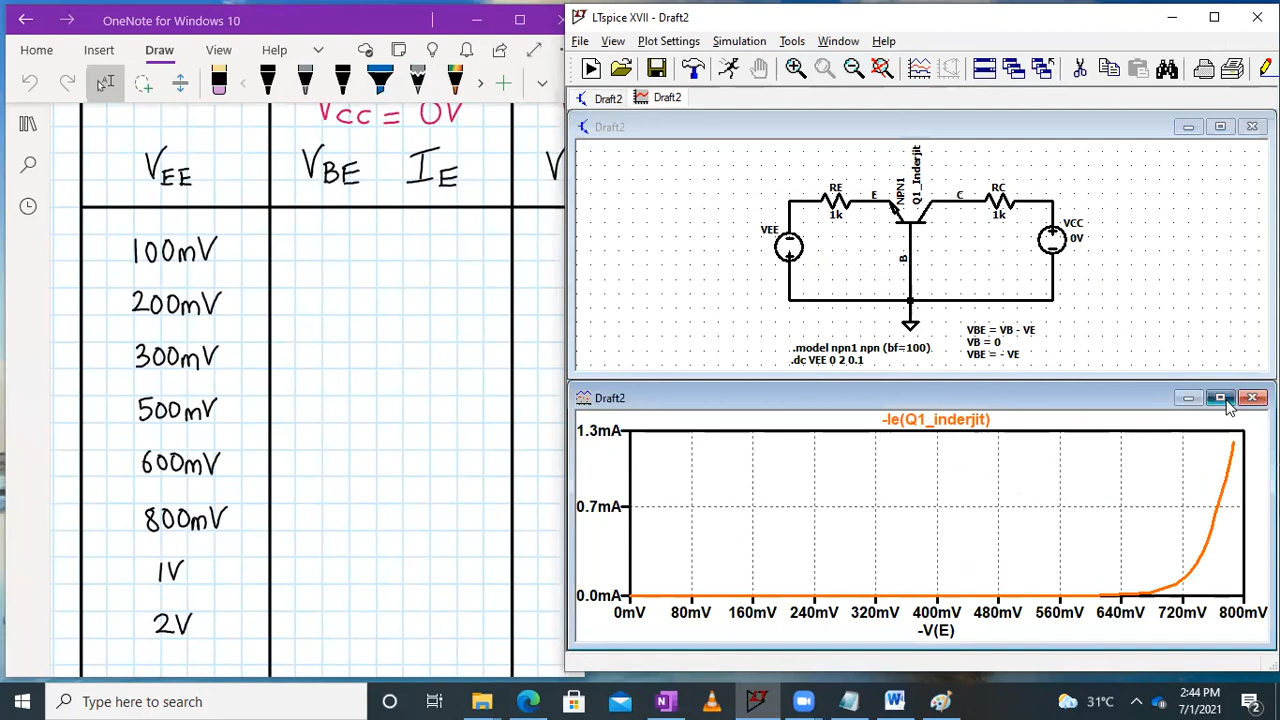 OneNote for Windows 10
Home Insert Draw View Help
VCC = 0V
VEE VBE IE V
100mV
200mV
300mV
500mV
600mV
800mV
1V
2V
LTspice XVII - Draft2
File View Plot Settings Simulation Tools Window Help
Draft2 Draft2
Draft2
RE
1k
E
NPN1
Q1_Inderjit
C
RC
1k
VEE
B
VCC
0V
VBE = VB - VE
VB = 0
VBE = - VE
.model npn1 npn (bf=100)
.dc VEE 0 2 0.1
Draft2
-Ie(Q1_inderjit)
1.3mA
0.7mA
0.0mA
0mV 80mV 160mV 240mV 320mV 400mV 480mV 560mV 640mV 720mV 800mV
-V(E)
Type here to search
31°C
2:44 PM
7/1/2021
2